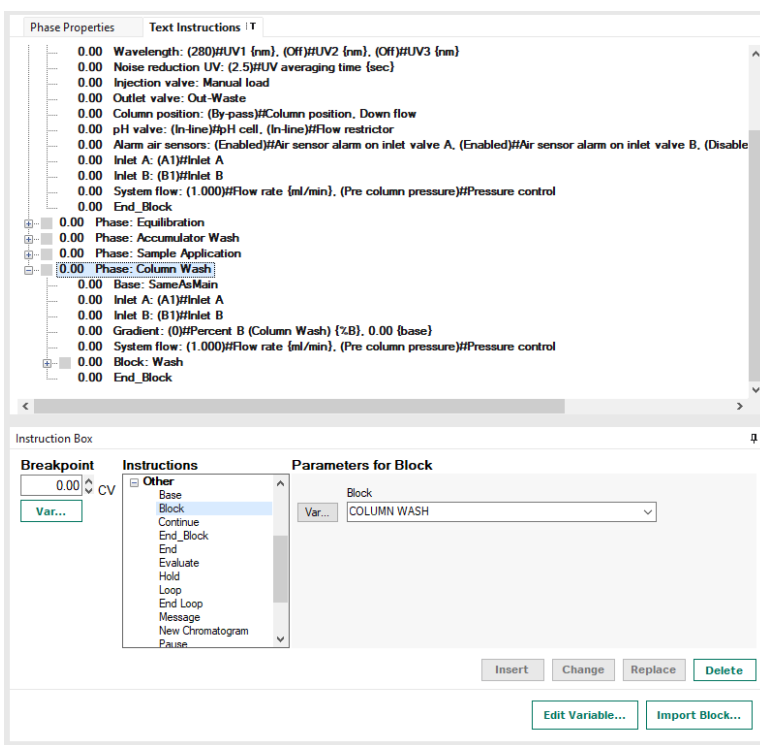 Phase Properties
Text Instructions
0.00 Wavelength: (280)#UV1 {nm}, (Off)#UV2 {nm}, (Off)#UV3 {nm}
0.00 Noise reduction UV: (2.5)#UV averaging time {sec}
0.00 Injection valve: Manual load
0.00 Outlet valve: Out-Waste
0.00 Column position: (By-pass)#Column position, Down flow
0.00 pH valve: (In-line)#pH cell, (In-line)#Flow restrictor
0.00 Alarm air sensors: (Enabled)#Air sensor alarm on inlet valve A, (Enabled)#Air sensor alarm on inlet valve B, (Disable
0.00 Inlet A: (A1)#Inlet A
0.00 Inlet B: (B1)#Inlet B
0.00 System flow: (1.000)#Flow rate {ml/min}, (Pre column pressure)#Pressure control
0.00 End_Block
0.00 Phase: Equilibration
0.00 Phase: Accumulator Wash
0.00 Phase: Sample Application
0.00 Phase: Column Wash
0.00 Base: SameAsMain
0.00 Inlet A: (A1)#Inlet A
0.00 Inlet B: (B1)#Inlet B
0.00 Gradient: (0)#Percent B (Column Wash) {%B}, 0.00 {base}
0.00 System flow: (1.000)#Flow rate {ml/min}, (Pre column pressure)#Pressure control
0.00 Block: Wash
0.00 End_Block
Instruction Box
Breakpoint
0.00 CV
Var...
Instructions
Other
Base
Block
Continue
End_Block
End
Evaluate
Hold
Loop
End Loop
Message
New Chromatogram
Pause
Parameters for Block
Block
Var... COLUMN WASH
Insert Change Replace Delete
Edit Variable... Import Block...